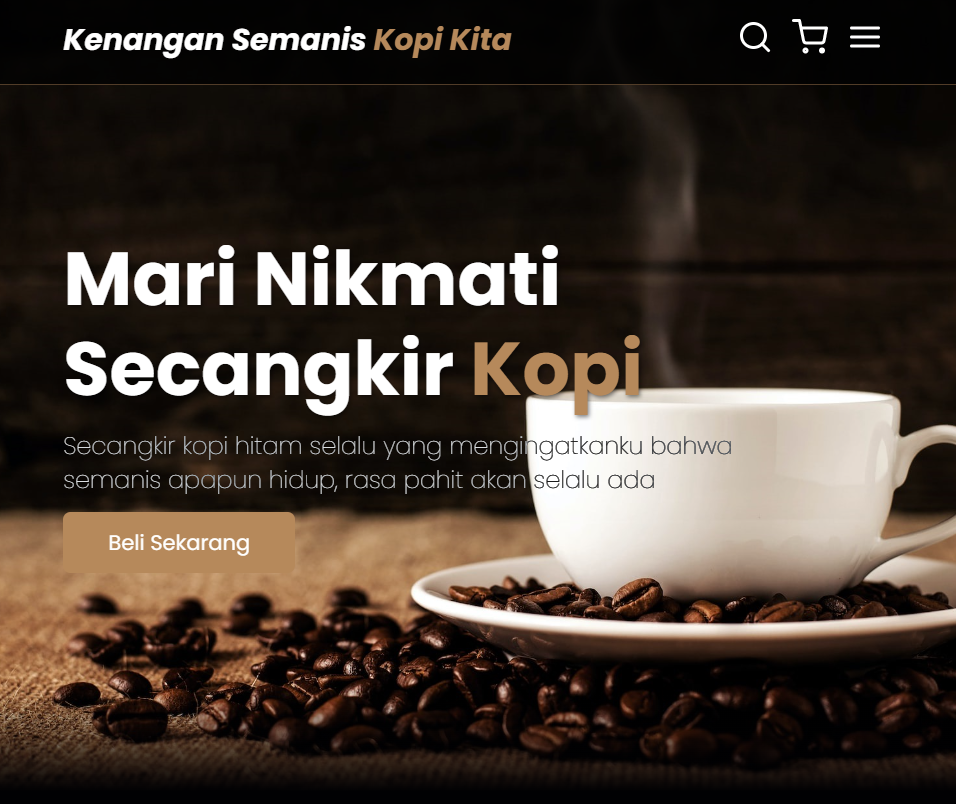 Kenangan Semanis Kopi Kita
Mari Nikmati
Secangkir Kopi
Secangkir kopi hitam selalu yang mengingatkanku bahwa
semanis apapun hidup, rasa pahit akan selalu ada
Beli Sekarang